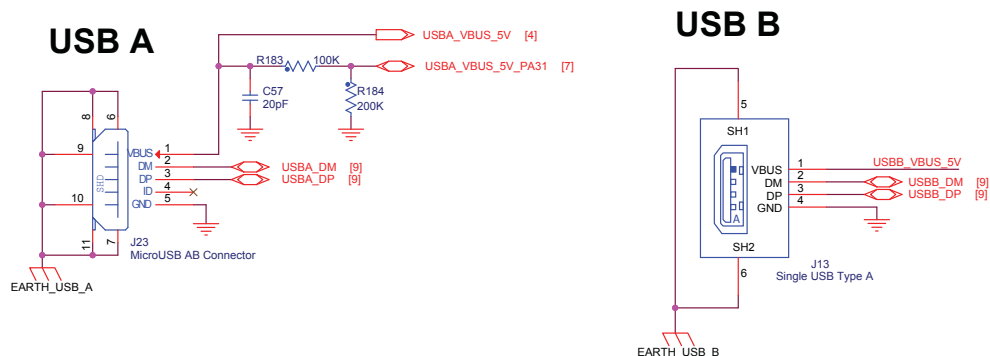 USB A
USBA_VBUS_5V [4]
R183 100K
USBA_VBUS_5V_PA31 [7]
C57
20pF
R184
200K
8 6
9
10
11 7
SHD
VBUS 1
DM 2
DP 3
ID 4
GND 5
USBA_DM [9]
USBA_DP [9]
J23
MicroUSB AB Connector
EARTH_USB_A
USB B
5
SH1
VBUS 1
DM 2
DP 3
GND 4
A
SH2
6
USBB_VBUS_5V
USBB_DM [9]
USBB_DP [9]
J13
Single USB Type A
EARTH_USB_B